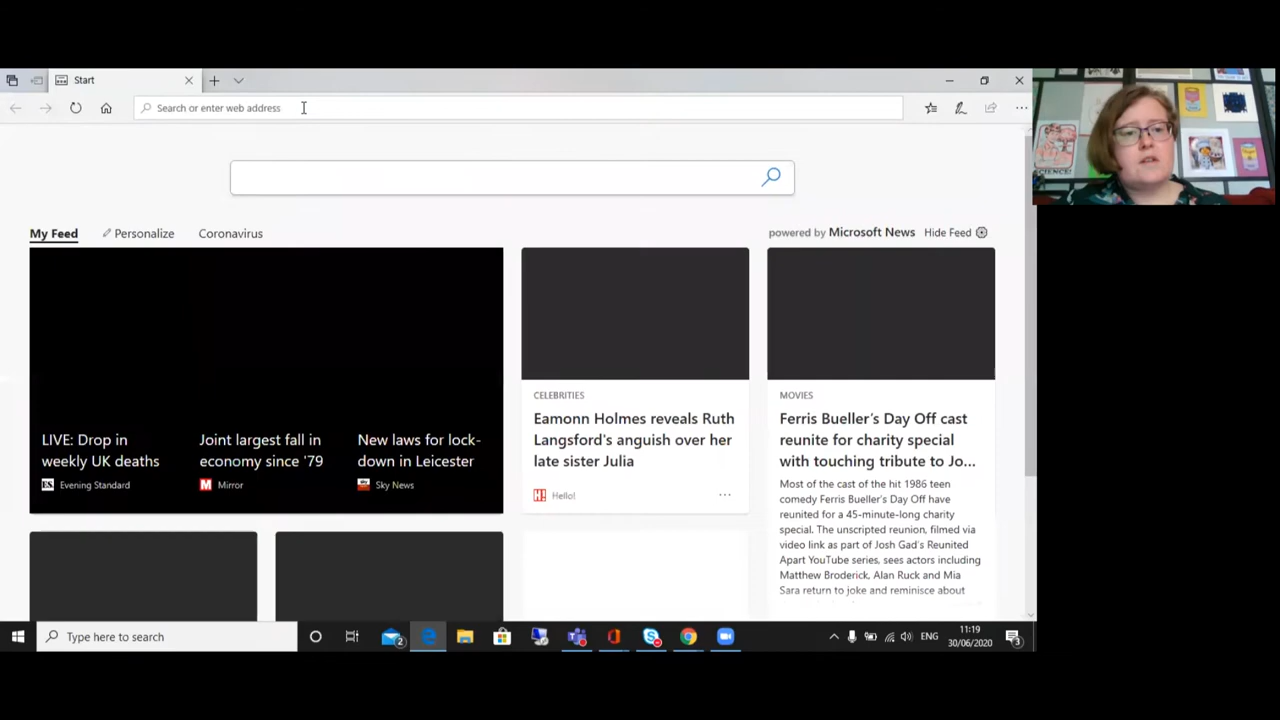 Start
Search or enter web address
My Feed
Personalize
Coronavirus
powered by Microsoft News
Hide Feed
LIVE: Drop in
weekly UK deaths
ES Evening Standard
Joint largest fall in
economy since '79
M Mirror
New laws for lock-
down in Leicester
Sky News
CELEBRITIES
Eamonn Holmes reveals Ruth
Langsford's anguish over her
late sister Julia
H! Hello!
MOVIES
Ferris Bueller's Day Off cast
reunite for charity special
with touching tribute to Jo...
Most of the cast of the hit 1986 teen
comedy Ferris Bueller's Day Off have
reunited for a 45-minute-long charity
special. The unscripted reunion, filmed via
video link as part of Josh Gad's Reunited
Apart YouTube series, sees actors including
Matthew Broderick, Alan Ruck and Mia
Sara return to joke and reminisce about
SCIENCE!
Type here to search
2
ENG
11:19
30/06/2020
3